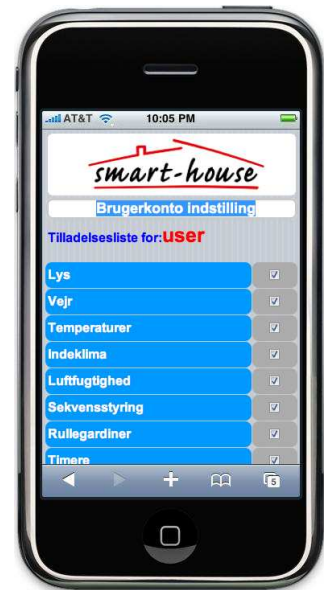 AT&T 10:05 PM
smart-house
Brugerkonto indstilling
Tilladelsesliste for:user
Lys
Vejr
Temperaturer
Indeklima
Luftfugtighed
Sekvensstyring
Rullegardiner
Timere
5